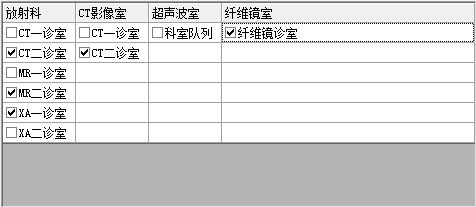 放射科 CT影像室 超声波室 纤维镜室
CT一诊室 CT一诊室 科室队列 纤维镜诊室
CT二诊室 CT二诊室
MR一诊室
MR二诊室
XA一诊室
XA二诊室